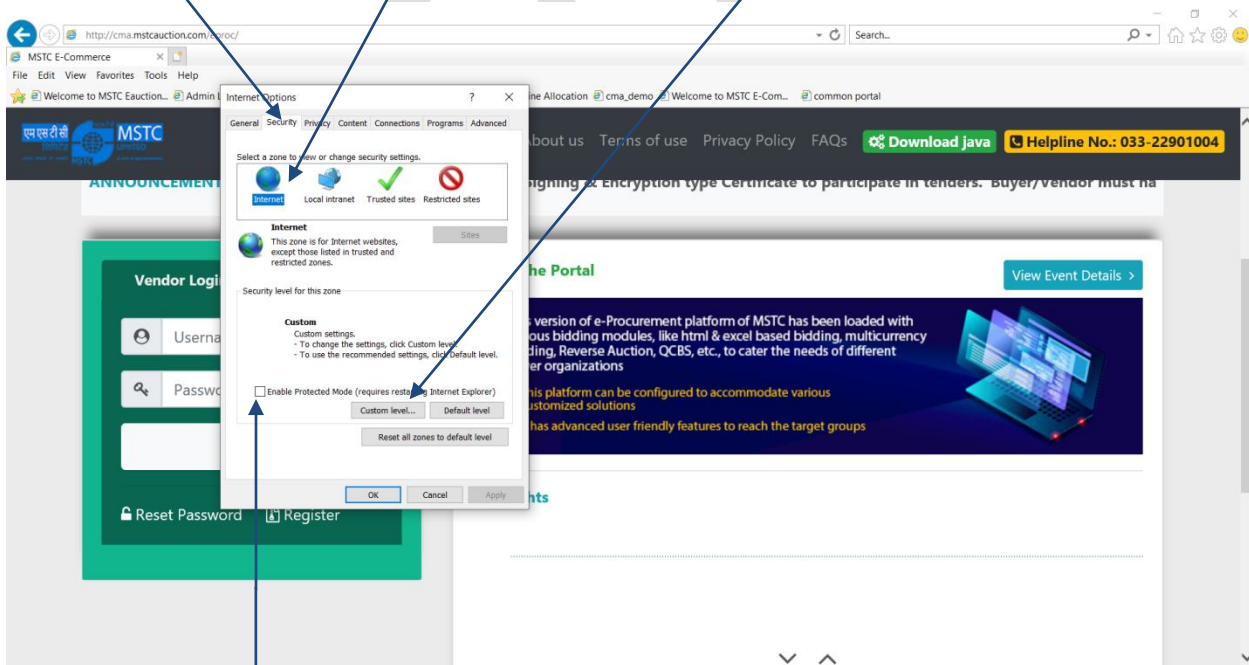 http://cma.mstcauction.com/eproc/
Search...
MSTC E-Commerce
File Edit View Favorites Tools Help
Welcome to MSTC Eauction... Admin L
ine Allocation cma_demo Welcome to MSTC E-Com... common portal
Internet Options ? X
General Security Privacy Content Connections Programs Advanced
Select a zone to view or change security settings.
Internet Local intranet Trusted sites Restricted sites
Internet
This zone is for Internet websites,
except those listed in trusted and
restricted zones.
Sites
Security level for this zone
Custom
Custom settings.
- To change the settings, click Custom level.
- To use the recommended settings, click Default level.
Enable Protected Mode (requires restarting Internet Explorer)
Custom level... Default level
Reset all zones to default level
OK Cancel Apply
एम एस टी सी
MSTC
LIMITED
About us Terms of use Privacy Policy FAQs Download java Helpline No.: 033-22901004
ANNOUNCEMENT
Signing & Encryption type Certificate to participate in tenders. Buyer/Vendor must ha
Vendor Logi
Userna
Passwo
Reset Password Register
he Portal
View Event Details >
version of e-Procurement platform of MSTC has been loaded with
ous bidding modules, like html & excel based bidding, multicurrency
ding, Reverse Auction, QCBS, etc., to cater the needs of different
er organizations
his platform can be configured to accommodate various
ustomized solutions
has advanced user friendly features to reach the target groups
hts